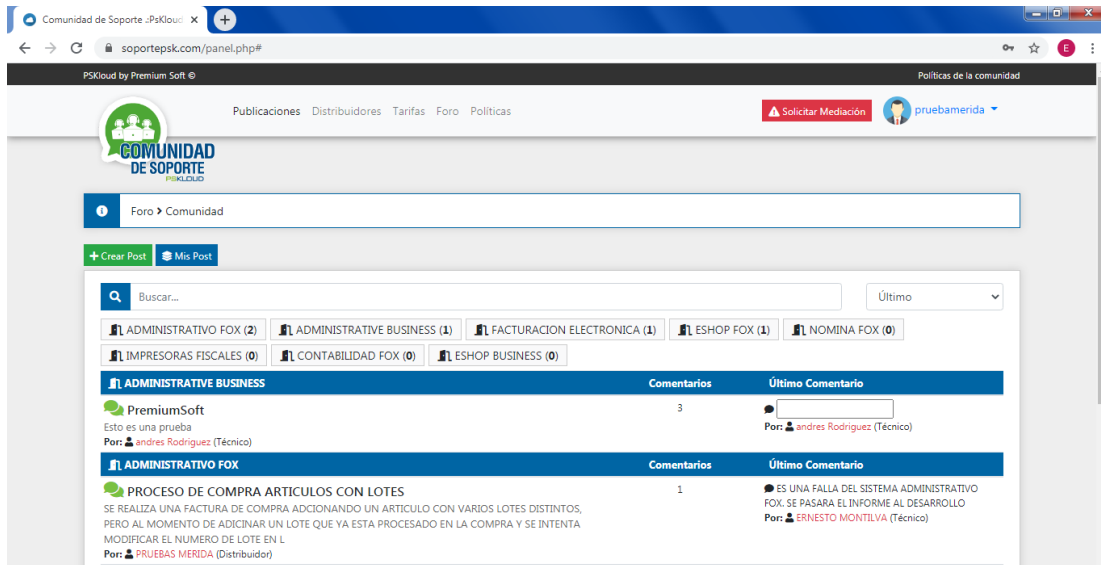 Comunidad de Soporte .:PsKloud
soportepsk.com/panel.php#
E
PSKloud by Premium Soft ©
Políticas de la comunidad
Publicaciones Distribuidores Tarifas Foro Políticas
Solicitar Mediación
pruebamerida
COMUNIDAD
DE SOPORTE
PSKLOUD
Foro > Comunidad
+ Crear Post
Mis Post
Buscar...
Último
ADMINISTRATIVO FOX (2)
ADMINISTRATIVE BUSINESS (1)
FACTURACION ELECTRONICA (1)
ESHOP FOX (1)
NOMINA FOX (0)
IMPRESORAS FISCALES (0)
CONTABILIDAD FOX (0)
ESHOP BUSINESS (0)
ADMINISTRATIVE BUSINESS
Comentarios
Último Comentario
PremiumSoft
Esto es una prueba
Por: andres Rodriguez (Técnico)
3
Por: andres Rodriguez (Técnico)
ADMINISTRATIVO FOX
Comentarios
Último Comentario
PROCESO DE COMPRA ARTICULOS CON LOTES
SE REALIZA UNA FACTURA DE COMPRA ADCIONANDO UN ARTICULO CON VARIOS LOTES DISTINTOS,
PERO AL MOMENTO DE ADICINAR UN LOTE QUE YA ESTA PROCESADO EN LA COMPRA Y SE INTENTA
MODIFICAR EL NUMERO DE LOTE EN L
Por: PRUEBAS MERIDA (Distribuidor)
1
ES UNA FALLA DEL SISTEMA ADMINISTRATIVO
FOX. SE PASARA EL INFORME AL DESARROLLO
Por: ERNESTO MONTILVA (Técnico)